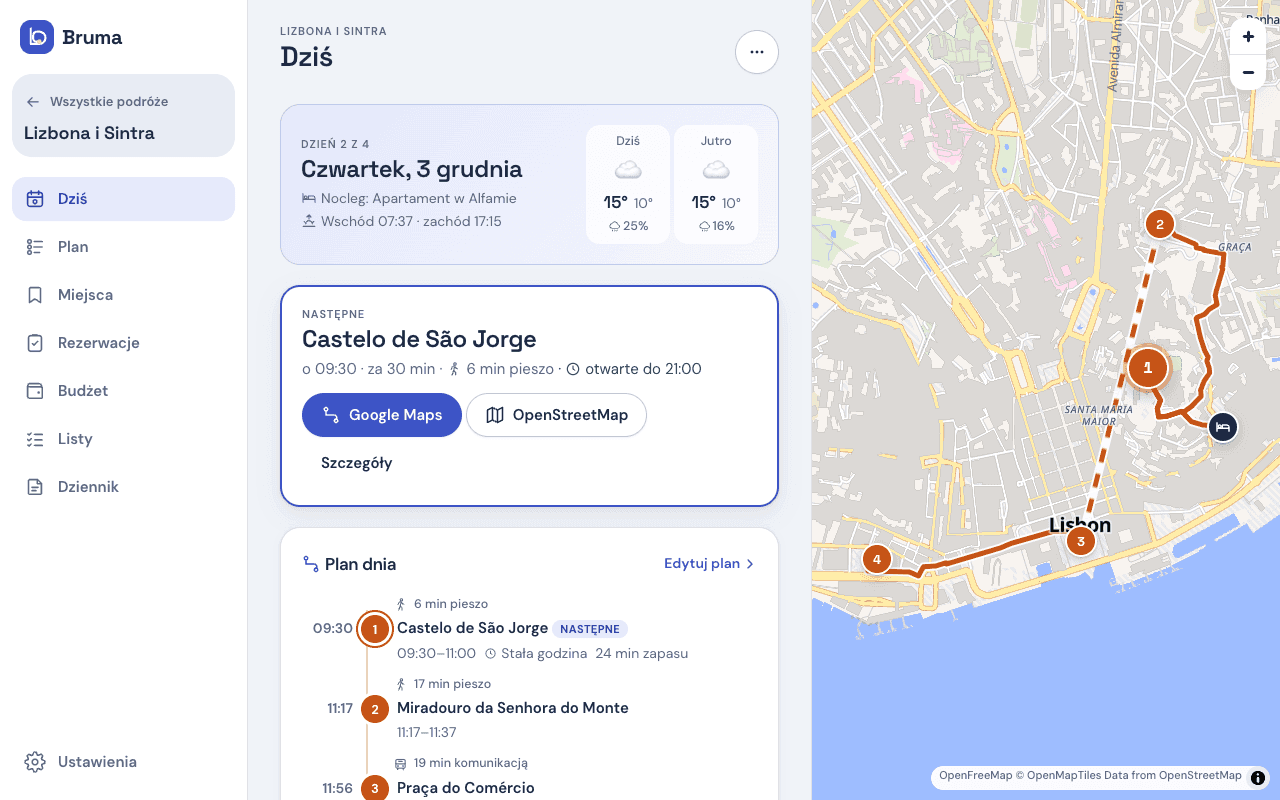 Bruma
Wszystkie podróże
Lizbona i Sintra
Dziś
Plan
Miejsca
Rezerwacje
Budżet
Listy
Dziennik
Ustawienia
LIZBONA I SINTRA
Dziś
DZIEŃ 2 Z 4
Czwartek, 3 grudnia
Nocleg: Apartament w Alfamie
Wschód 07:37 · zachód 17:15
Dziś
15° 10°
25%
Jutro
15° 10°
16%
NASTĘPNE
Castelo de São Jorge
o 09:30 · za 30 min · 6 min pieszo · otwarte do 21:00
Google Maps
OpenStreetMap
Szczegóły
Plan dnia
Edytuj plan
6 min pieszo
09:30 1 Castelo de São Jorge NASTĘPNE
09:30–11:00 Stała godzina 24 min zapasu
17 min pieszo
11:17 2 Miradouro da Senhora do Monte
11:17–11:37
19 min komunikacją
11:56 3 Praça do Comércio
Avenida Almiran
+
−
2
GRAÇA
1
SANTA MARIA
MAIOR
Lisbon
3
4
OpenFreeMap © OpenMapTiles Data from OpenStreetMap